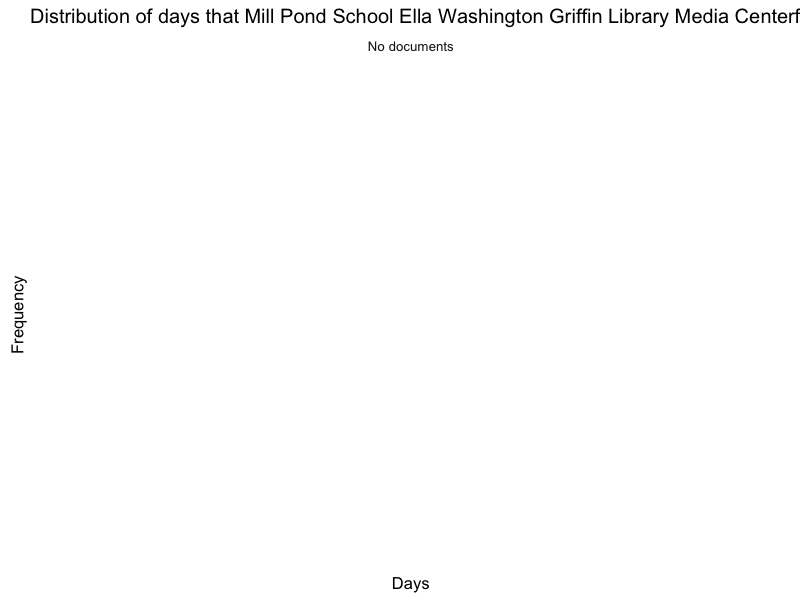 Distribution of days that Mill Pond School Ella Washington Griffin Library Media Centerf
No documents
Frequency
Days